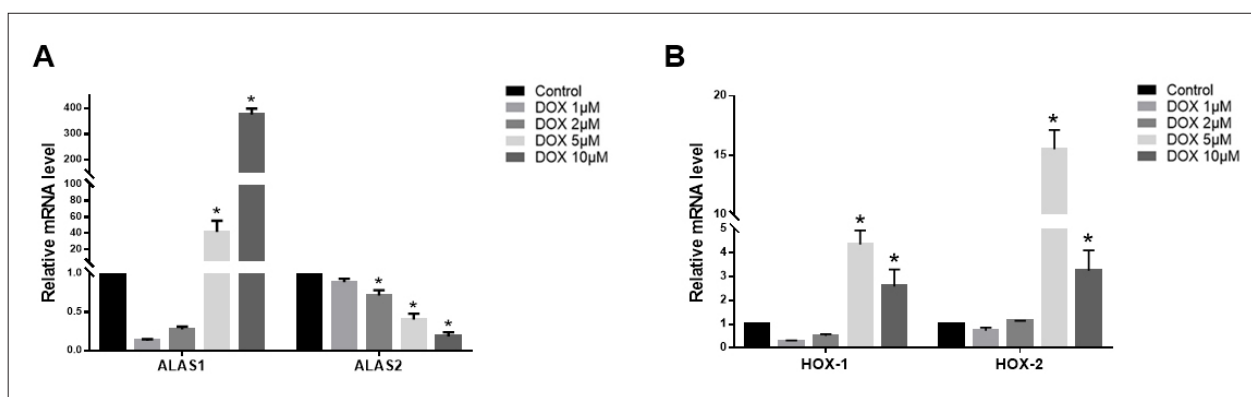 A
Relative mRNA level
400
300
200
100
80
60
40
20
1.0
0.5
0.0
*
*
*
*
*
ALAS1
ALAS2
Control
DOX 1µM
DOX 2µM
DOX 5µM
DOX 10µM
B
Relative mRNA level
20
15
10
5
4
3
2
1
0
*
*
*
*
HOX-1
HOX-2
Control
DOX 1µM
DOX 2µM
DOX 5µM
DOX 10µM